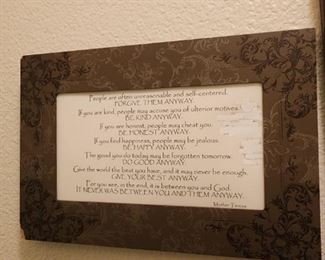 People are often unreasonable and self-centered.
FORGIVE THEM ANYWAY.
If you are kind, people may accuse you of ulterior motives.
BE KIND ANYWAY.
If you are honest, people may cheat you.
BE HONEST ANYWAY.
If you find happiness, people may be jealous.
BE HAPPY ANYWAY.
The good you do today may be forgotten tomorrow.
DO GOOD ANYWAY.
Give the world the best you have, and it may never be enough.
GIVE YOUR BEST ANYWAY.
For you see, in the end, it is between you and God.
IT NEVER WAS BETWEEN YOU AND THEM ANYWAY.
Mother Teresa